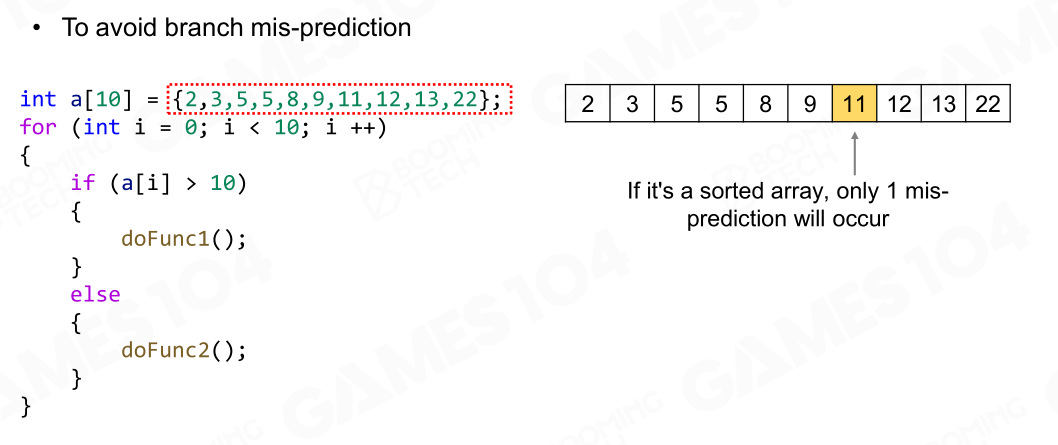 • To avoid branch mis-prediction
int a[10] = {2,3,5,5,8,9,11,12,13,22};
for (int i = 0; i < 10; i ++)
{
    if (a[i] > 10)
    {
        doFunc1();
    }
    else
    {
        doFunc2();
    }
}
2 3 5 5 8 9 11 12 13 22
If it's a sorted array, only 1 mis-
prediction will occur
BOOMING TECH
GAMES104